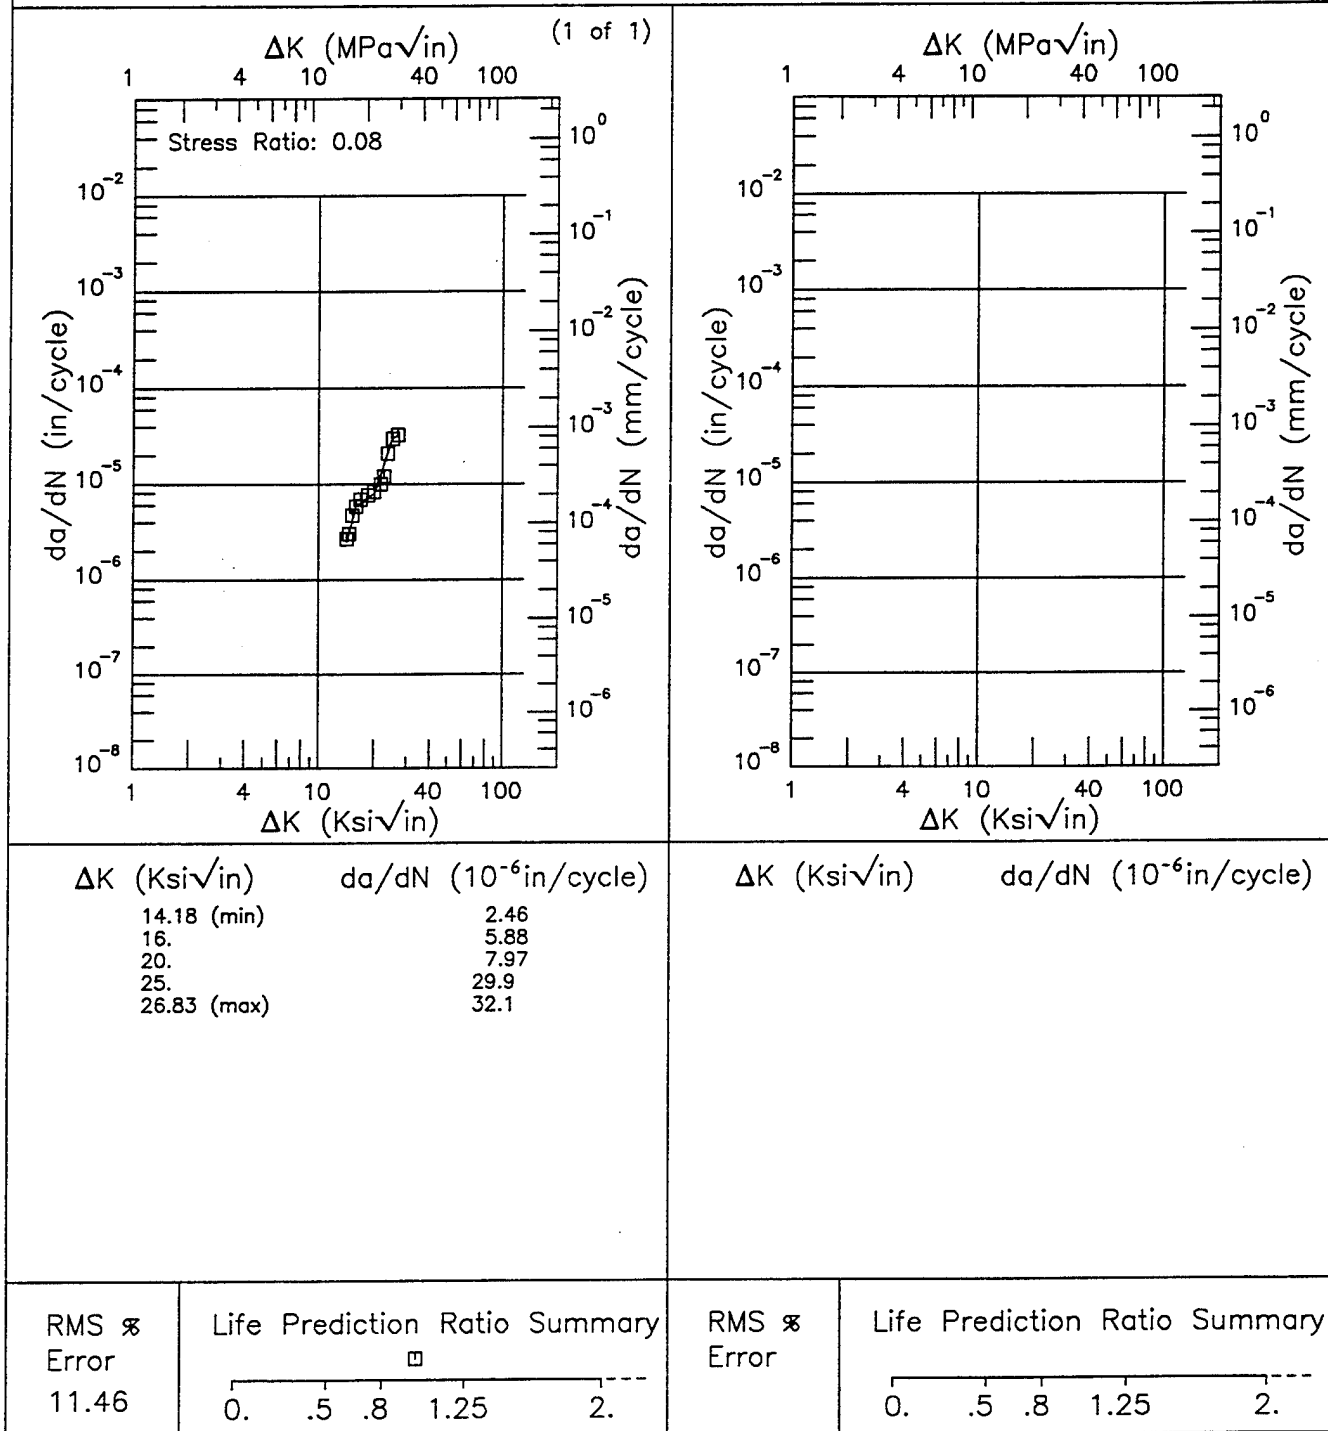 (1 of 1)
ΔK (MPa√in)
1 4 10 40 100
Stress Ratio: 0.08
da/dN (in/cycle)
10⁻²
10⁻³
10⁻⁴
10⁻⁵
10⁻⁶
10⁻⁷
10⁻⁸
10⁰
10⁻¹
10⁻²
10⁻³
10⁻⁴
10⁻⁵
10⁻⁶
da/dN (mm/cycle)
1 4 10 40 100
ΔK (Ksi√in)
ΔK (MPa√in)
1 4 10 40 100
da/dN (in/cycle)
10⁻²
10⁻³
10⁻⁴
10⁻⁵
10⁻⁶
10⁻⁷
10⁻⁸
10⁰
10⁻¹
10⁻²
10⁻³
10⁻⁴
10⁻⁵
10⁻⁶
da/dN (mm/cycle)
1 4 10 40 100
ΔK (Ksi√in)
ΔK (Ksi√in) da/dN (10⁻⁶in/cycle)
14.18 (min) 2.46
16. 5.88
20. 7.97
25. 29.9
26.83 (max) 32.1
ΔK (Ksi√in) da/dN (10⁻⁶in/cycle)
RMS %
Error
11.46
Life Prediction Ratio Summary
0. .5 .8 1.25 2.
RMS %
Error
Life Prediction Ratio Summary
0. .5 .8 1.25 2.